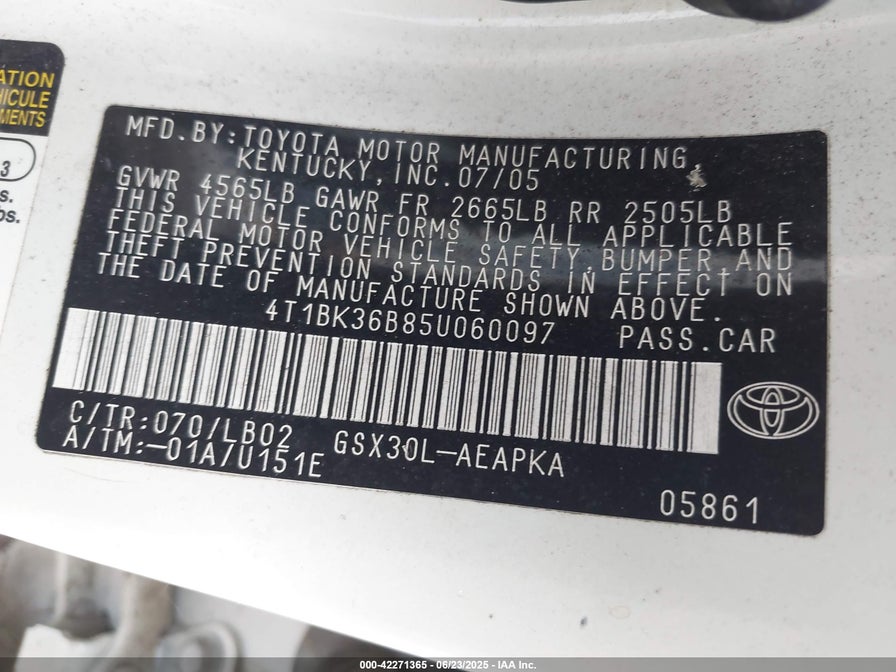 ATION
HICULE
MENTS
3
s.
bs.
MFD.BY:TOYOTA MOTOR MANUFACTURING,
KENTUCKY,INC.07/05
GVWR 4565LB GAWR FR 2665LB RR 2505LB
THIS VEHICLE CONFORMS TO ALL APPLICABLE
FEDERAL MOTOR VEHICLE SAFETY,BUMPER,AND
THEFT PREVENTION STANDARDS IN EFFECT ON
THE DATE OF MANUFACTURE SHOWN ABOVE.
4T1BK36B85U060097 PASS.CAR
C/TR:070/LB02 GSX30L-AEAPKA
A/TM:-01A/U151E
05861
000-42271365 - 06/23/2025 - IAA Inc.